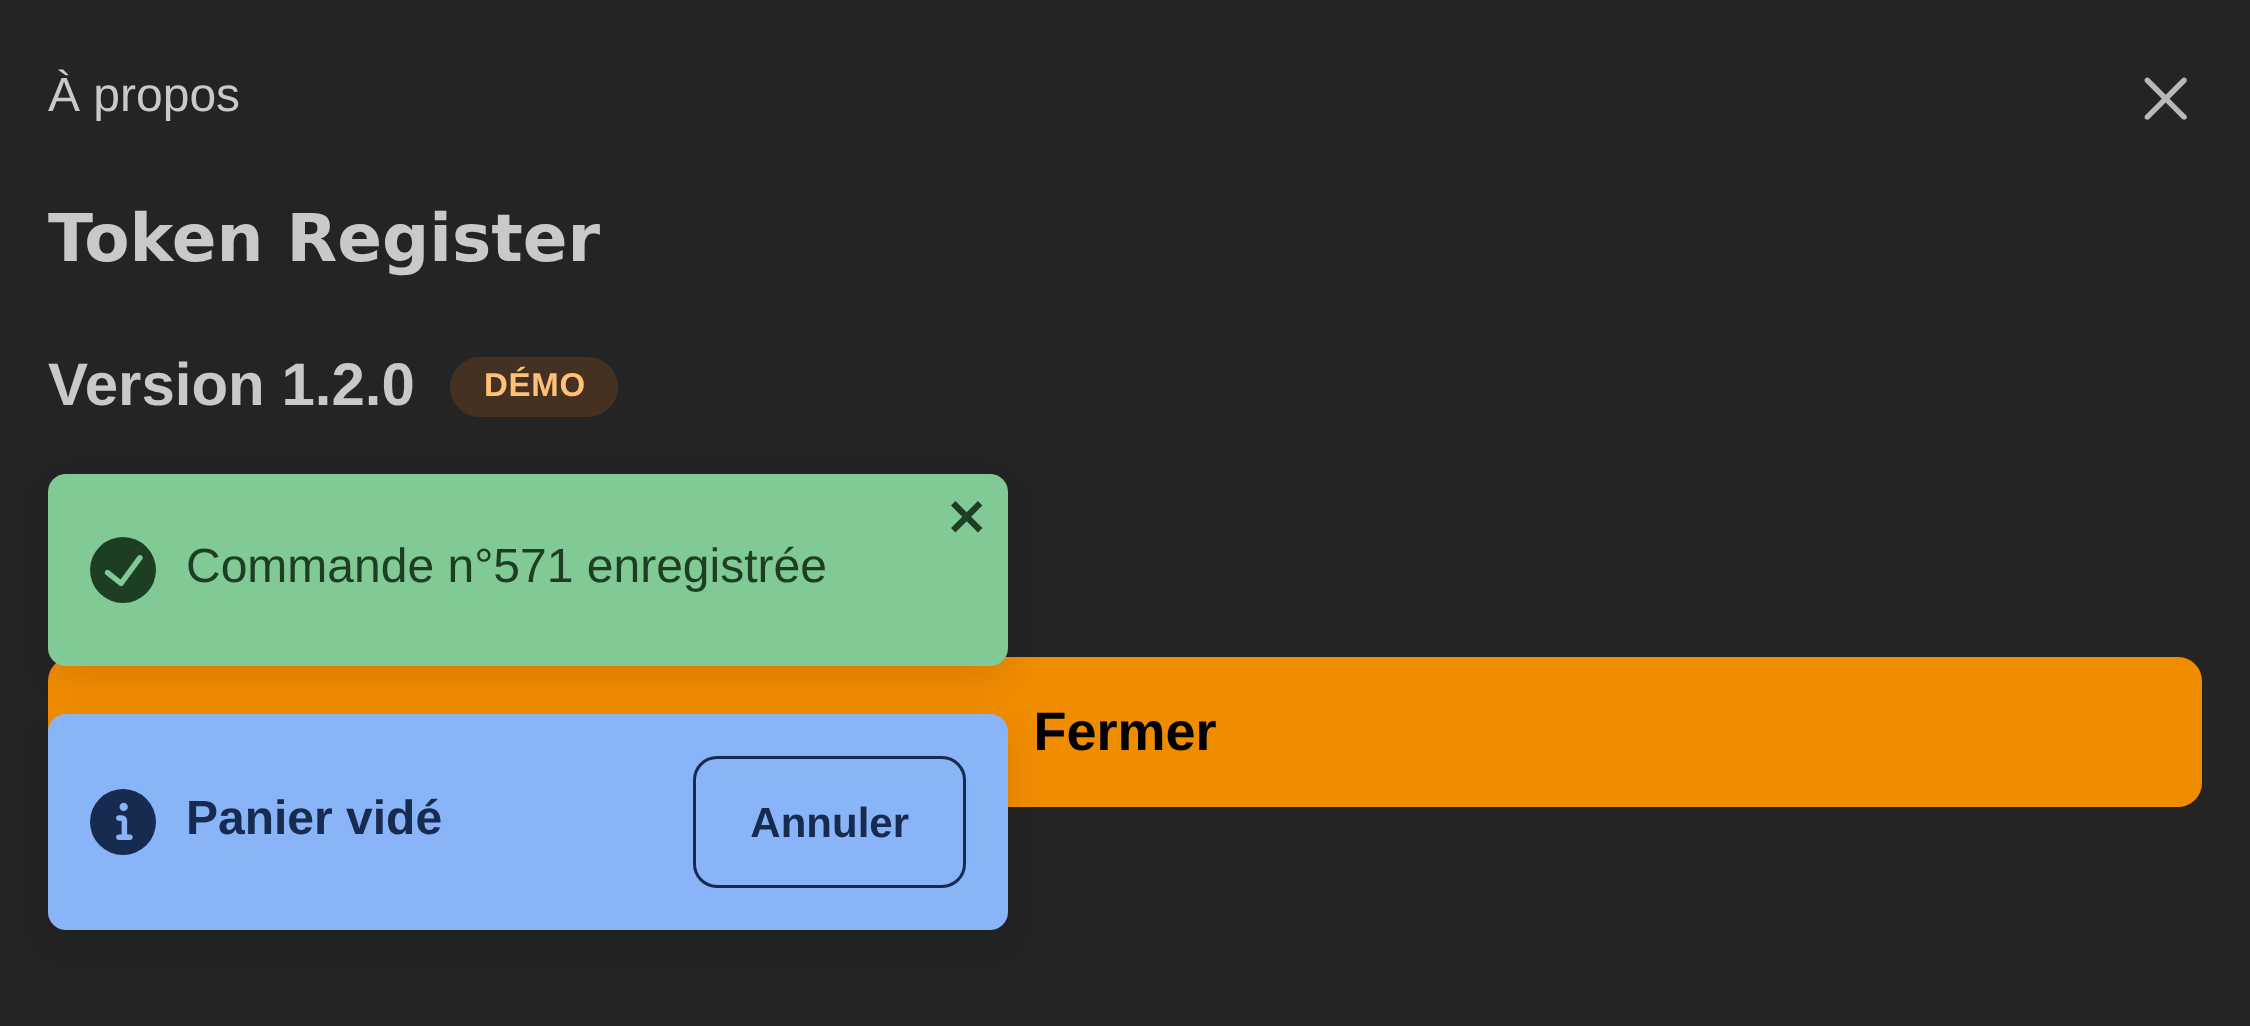 À propos
Token Register
Version 1.2.0 DÉMO
Commande n°571 enregistrée
Fermer
Panier vidé Annuler